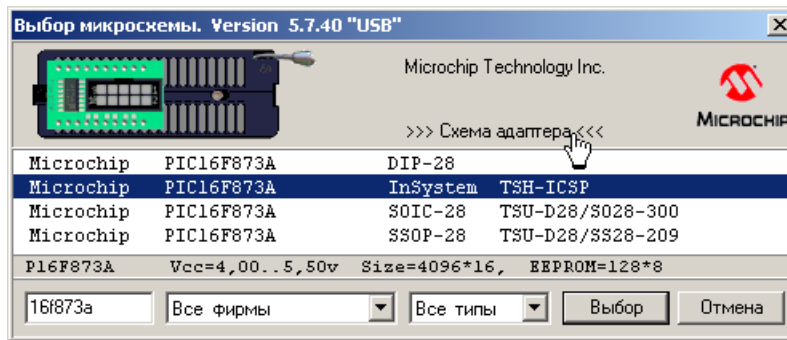 Выбор микросхемы. Version 5.7.40 "USB"
Microchip Technology Inc.
>>> Схема адаптера <<<
MICROCHIP
Microchip PIC16F873A DIP-28
Microchip PIC16F873A InSystem TSH-ICSP
Microchip PIC16F873A SOIC-28 TSU-D28/SO28-300
Microchip PIC16F873A SSOP-28 TSU-D28/SS28-209
P16F873A Vcc=4,00..5,50v Size=4096*16, EEPROM=128*8
16f873a Все фирмы Все типы Выбор Отмена